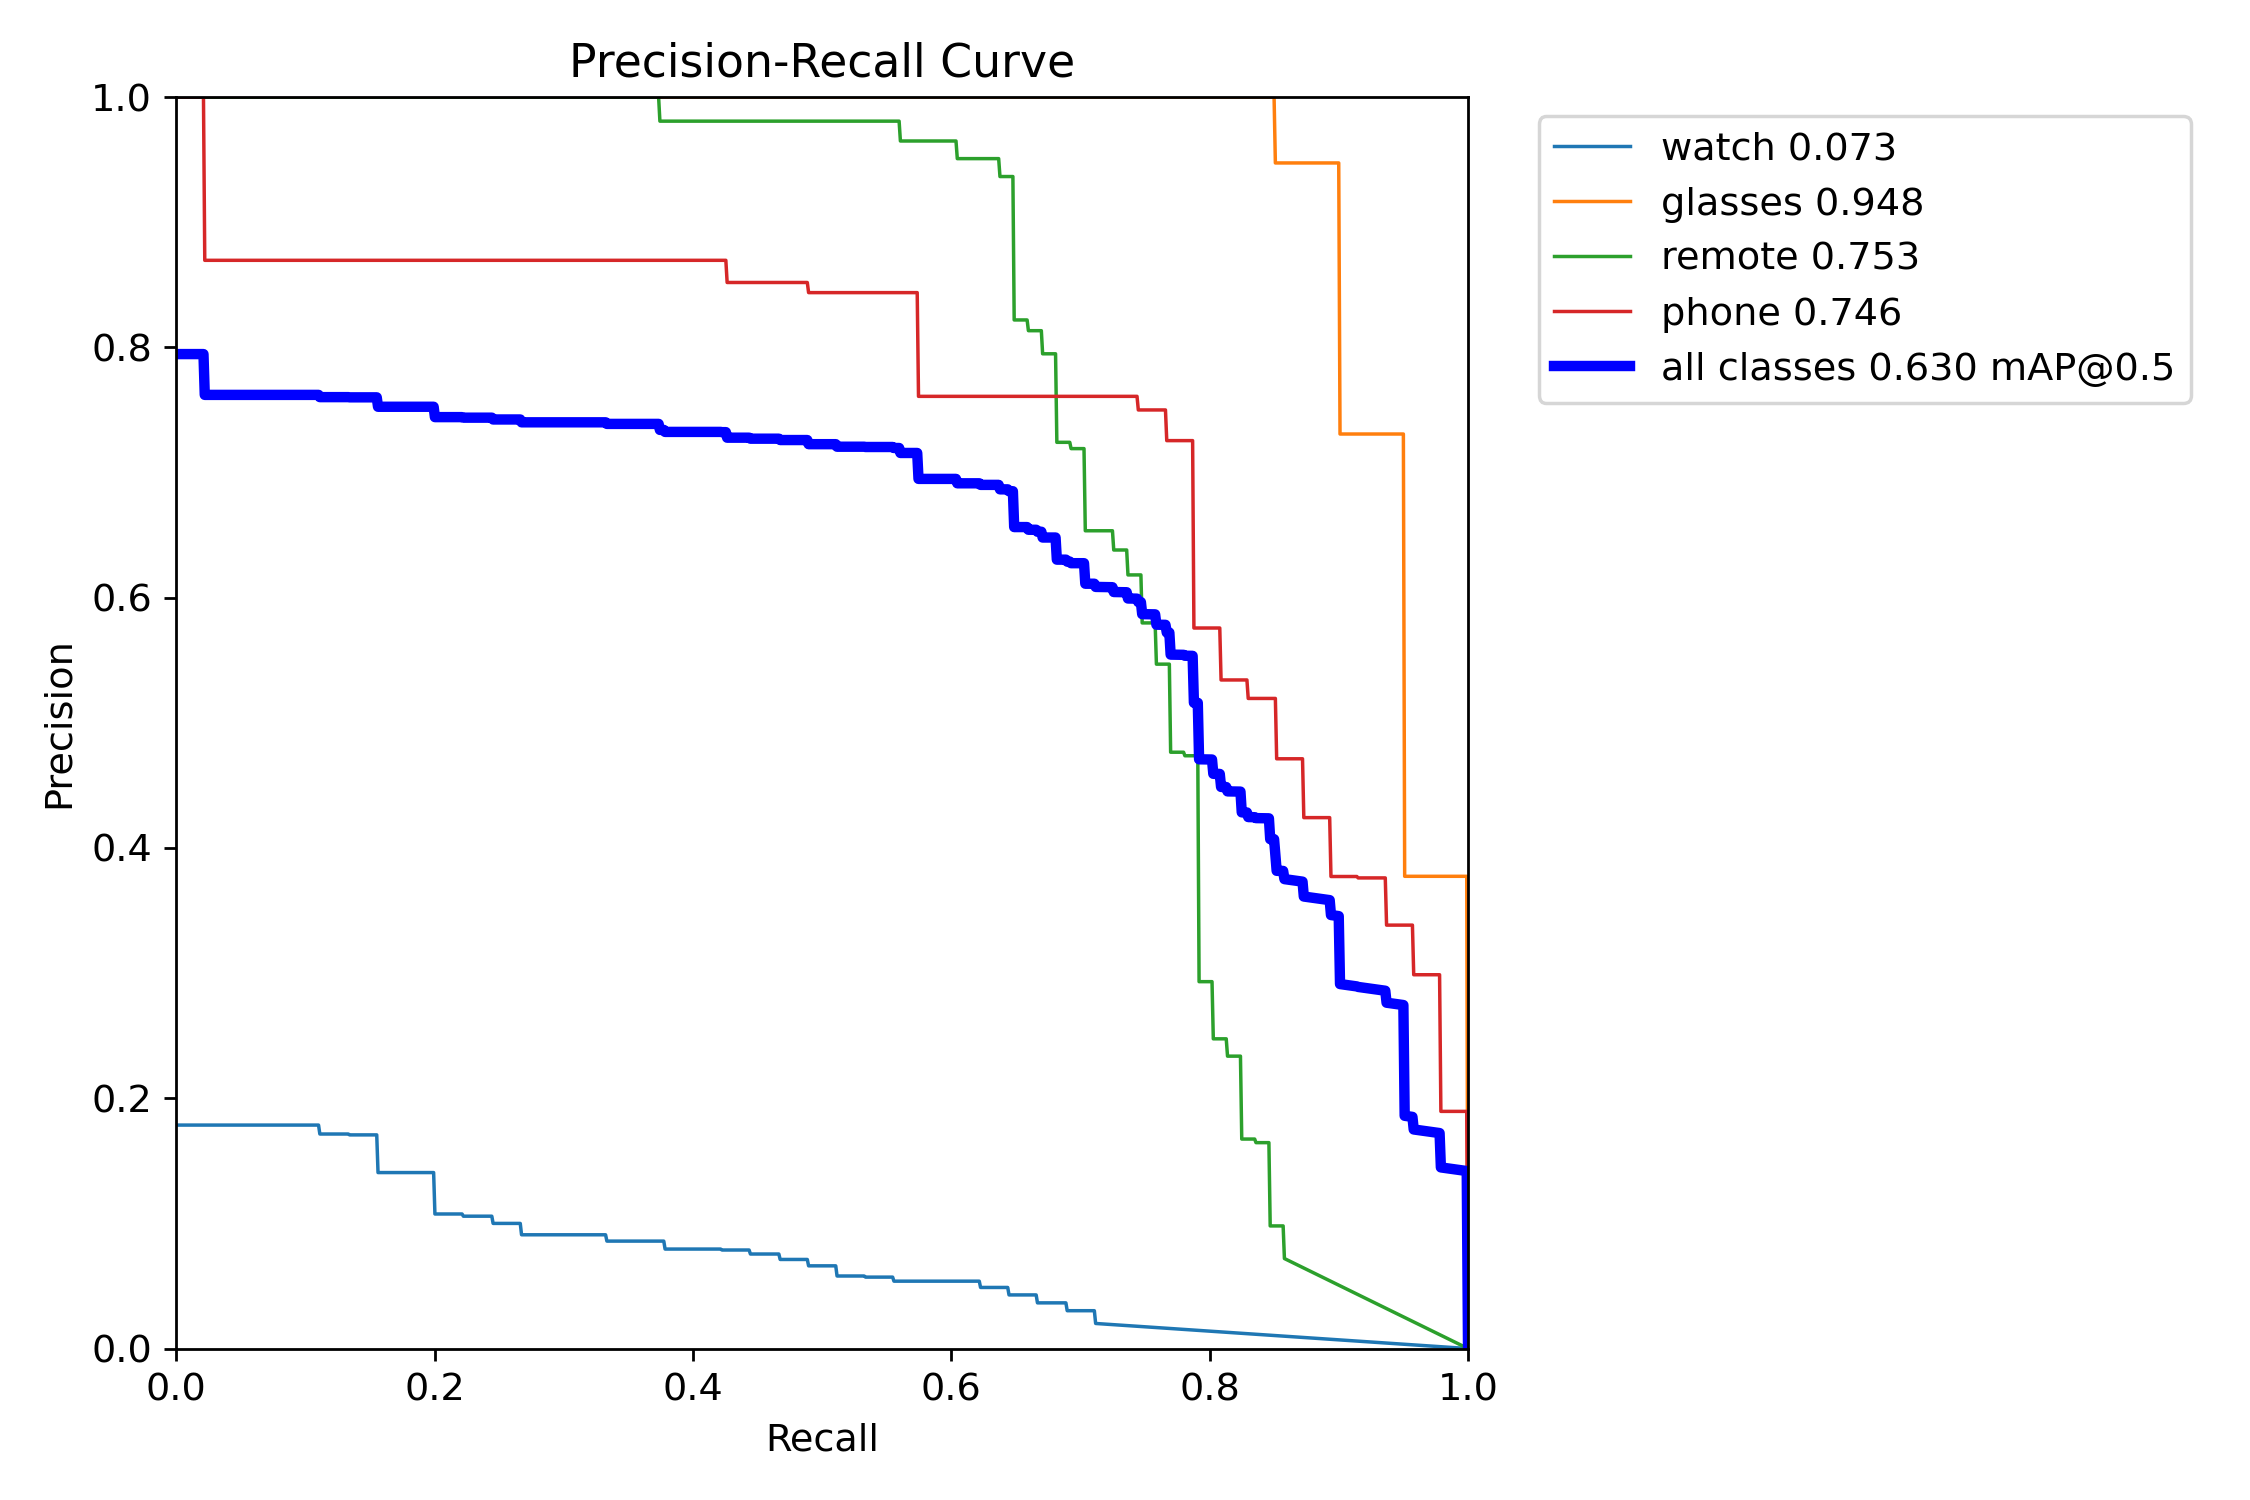 Precision-Recall Curve
1.0
0.8
0.6
0.4
0.2
0.0
Precision
0.0 0.2 0.4 0.6 0.8 1.0
Recall
watch 0.073
glasses 0.948
remote 0.753
phone 0.746
all classes 0.630 mAP@0.5